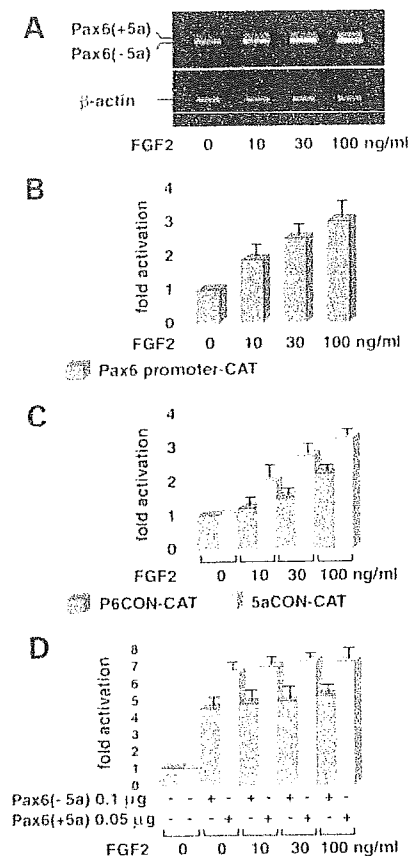 A
Pax6(+5a)
Pax6(-5a)
β-actin
FGF2 0 10 30 100 ng/ml
B
4
3
2
1
0
fold activation
FGF2 0 10 30 100 ng/ml
Pax6 promoter-CAT
C
4
3
2
1
0
fold activation
FGF2 0 10 30 100 ng/ml
P6CON-CAT 5aCON-CAT
D
8
7
6
5
4
3
2
1
0
fold activation
Pax6(-5a) 0.1 μg - - + - + - + - + -
Pax6(+5a) 0.05 μg - - - + - + - + - +
FGF2 0 0 10 30 100 ng/ml